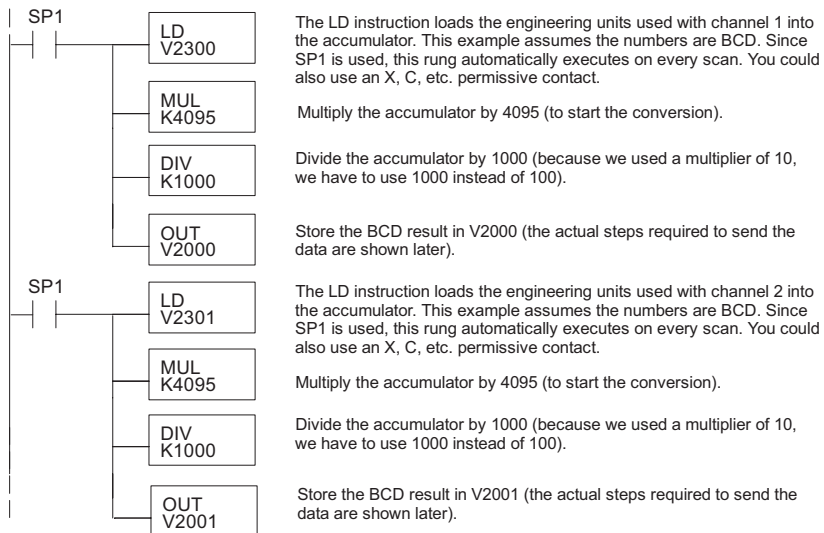 SP1
LD
V2300
The LD instruction loads the engineering units used with channel 1 into
the accumulator. This example assumes the numbers are BCD. Since
SP1 is used, this rung automatically executes on every scan. You could
also use an X, C, etc. permissive contact.
MUL
K4095
Multiply the accumulator by 4095 (to start the conversion).
DIV
K1000
Divide the accumulator by 1000 (because we used a multiplier of 10,
we have to use 1000 instead of 100).
OUT
V2000
Store the BCD result in V2000 (the actual steps required to send the
data are shown later).
SP1
LD
V2301
The LD instruction loads the engineering units used with channel 2 into
the accumulator. This example assumes the numbers are BCD. Since
SP1 is used, this rung automatically executes on every scan. You could
also use an X, C, etc. permissive contact.
MUL
K4095
Multiply the accumulator by 4095 (to start the conversion).
DIV
K1000
Divide the accumulator by 1000 (because we used a multiplier of 10,
we have to use 1000 instead of 100).
OUT
V2001
Store the BCD result in V2001 (the actual steps required to send the
data are shown later).